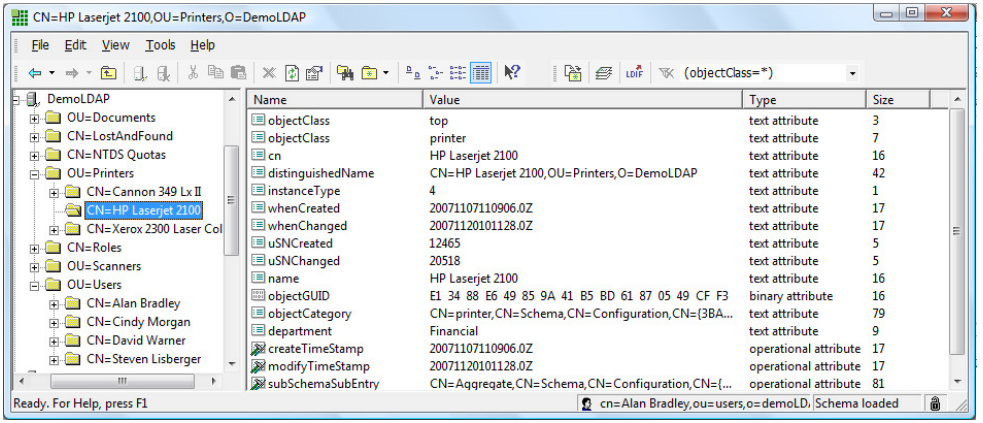 CN=HP Laserjet 2100,OU=Printers,O=DemoLDAP
File Edit View Tools Help
LDIF (objectClass=*)
DemoLDAP
OU=Documents
CN=LostAndFound
CN=NTDS Quotas
OU=Printers
CN=Cannon 349 Lx II
CN=HP Laserjet 2100
CN=Xerox 2300 Laser Col
CN=Roles
OU=Scanners
OU=Users
CN=Alan Bradley
CN=Cindy Morgan
CN=David Warner
CN=Steven Lisberger
Name Value Type Size
objectClass top text attribute 3
objectClass printer text attribute 7
cn HP Laserjet 2100 text attribute 16
distinguishedName CN=HP Laserjet 2100,OU=Printers,O=DemoLDAP text attribute 42
instanceType 4 text attribute 1
whenCreated 20071107110906.0Z text attribute 17
whenChanged 20071120101128.0Z text attribute 17
uSNCreated 12465 text attribute 5
uSNChanged 20518 text attribute 5
name HP Laserjet 2100 text attribute 16
objectGUID E1 34 88 E6 49 85 9A 41 B5 BD 61 87 05 49 CF F3 binary attribute 16
objectCategory CN=printer,CN=Schema,CN=Configuration,CN={3BA... text attribute 79
department Financial text attribute 9
createTimeStamp 20071107110906.0Z operational attribute 17
modifyTimeStamp 20071120101128.0Z operational attribute 17
subSchemaSubEntry CN=Aggregate,CN=Schema,CN=Configuration,CN={... operational attribute 81
Ready. For Help, press F1 cn=Alan Bradley,ou=users,o=demoLD, Schema loaded